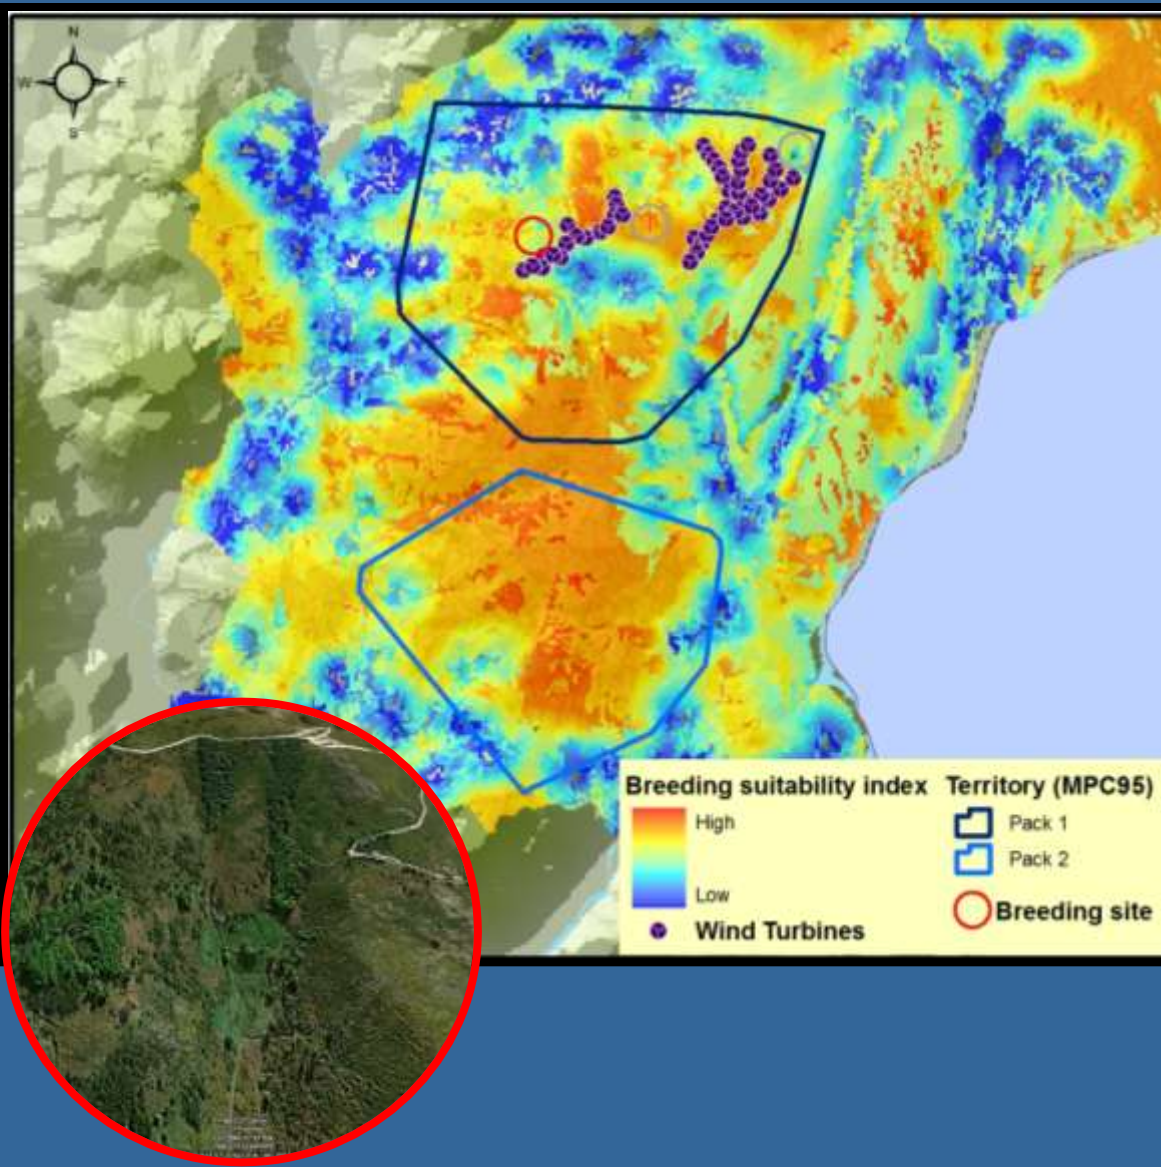 N
W E
S
Breeding suitability index
High
Low
Wind Turbines
Territory (MPC95)
Pack 1
Pack 2
Breeding site